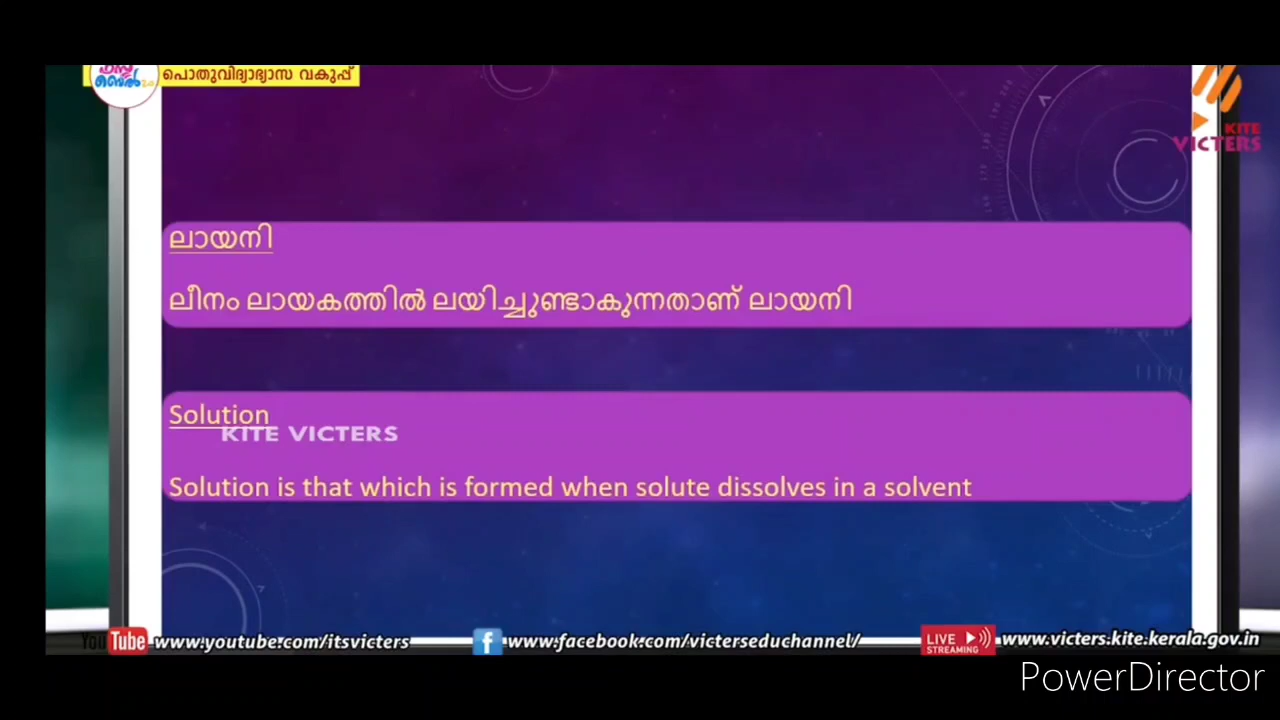 പൊതുവിദ്യാഭ്യാസ വകുപ്പ്
KITE
VICTERS
ലായനി
ലീനം ലായകത്തിൽ ലയിച്ചുണ്ടാകുന്നതാണ് ലായനി
Solution
KITE VICTERS
Solution is that which is formed when solute dissolves in a solvent
YouTube www.youtube.com/itsvicters
f www.facebook.com/victerseduchannel/
LIVE STREAMING www.victers.kite.kerala.gov.in
PowerDirector